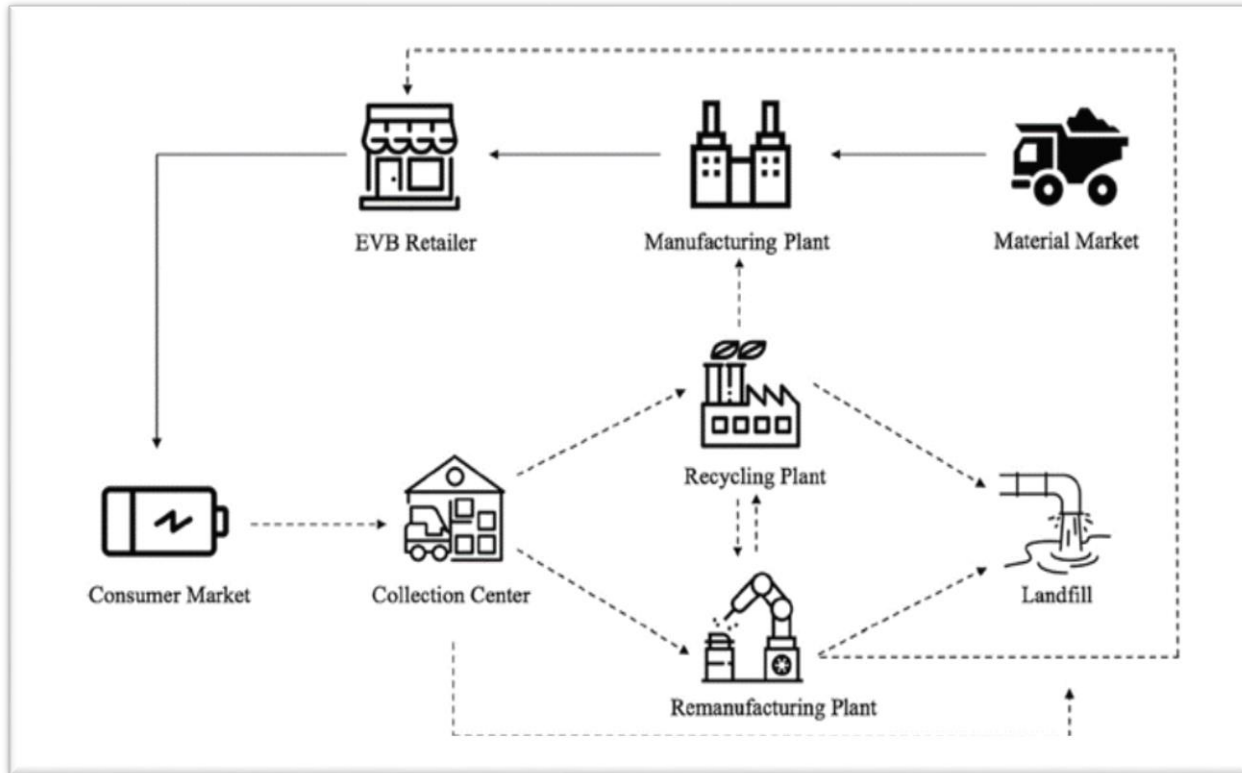 EVB Retailer
Manufacturing Plant
Material Market
Recycling Plant
Consumer Market
Collection Center
Landfill
Remanufacturing Plant